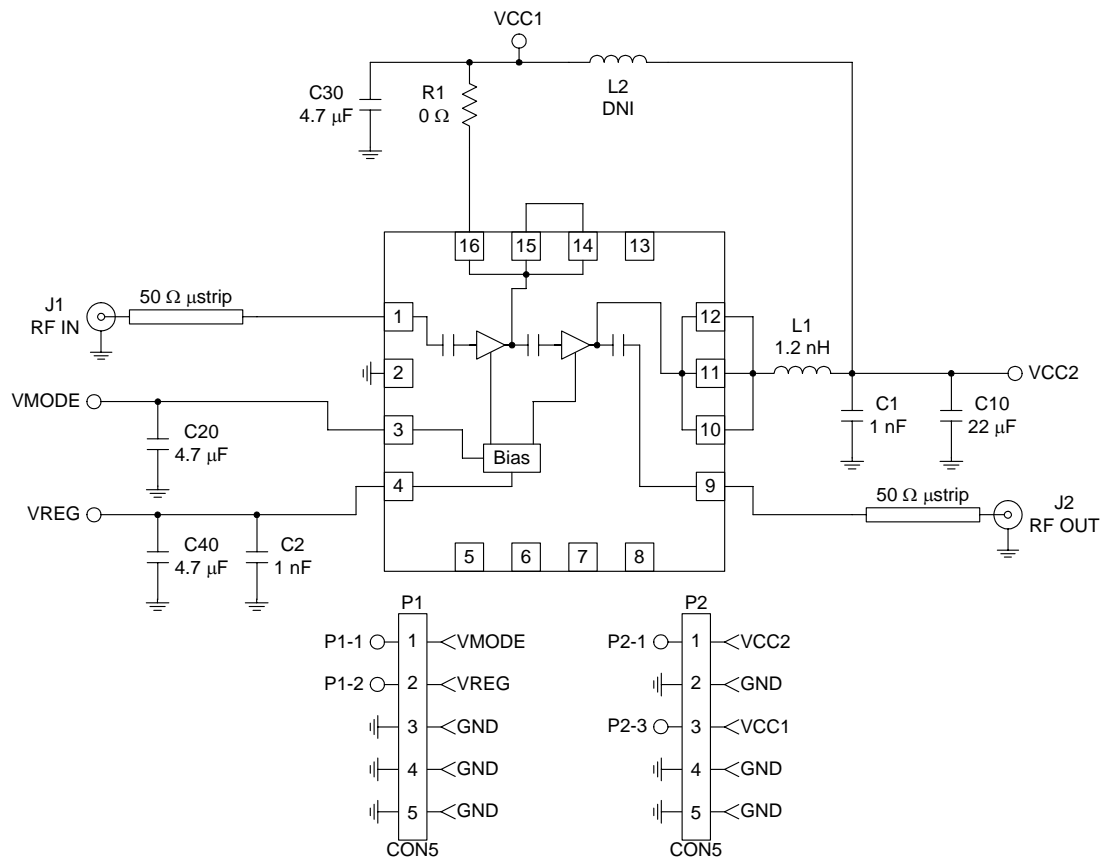 VCC1
C30
4.7 μF
R1
0 Ω
L2
DNI
16
15
14
13
J1
RF IN
50 Ω μstrip
1
12
L1
1.2 nH
2
11
VCC2
VMODE
C20
4.7 μF
3
10
C1
1 nF
C10
22 μF
Bias
VREG
4
9
50 Ω μstrip
J2
RF OUT
C40
4.7 μF
C2
1 nF
5
6
7
8
P1
P1-1
1
VMODE
P1-2
2
VREG
3
GND
4
GND
5
GND
CON5
P2
P2-1
1
VCC2
2
GND
P2-3
3
VCC1
4
GND
5
GND
CON5